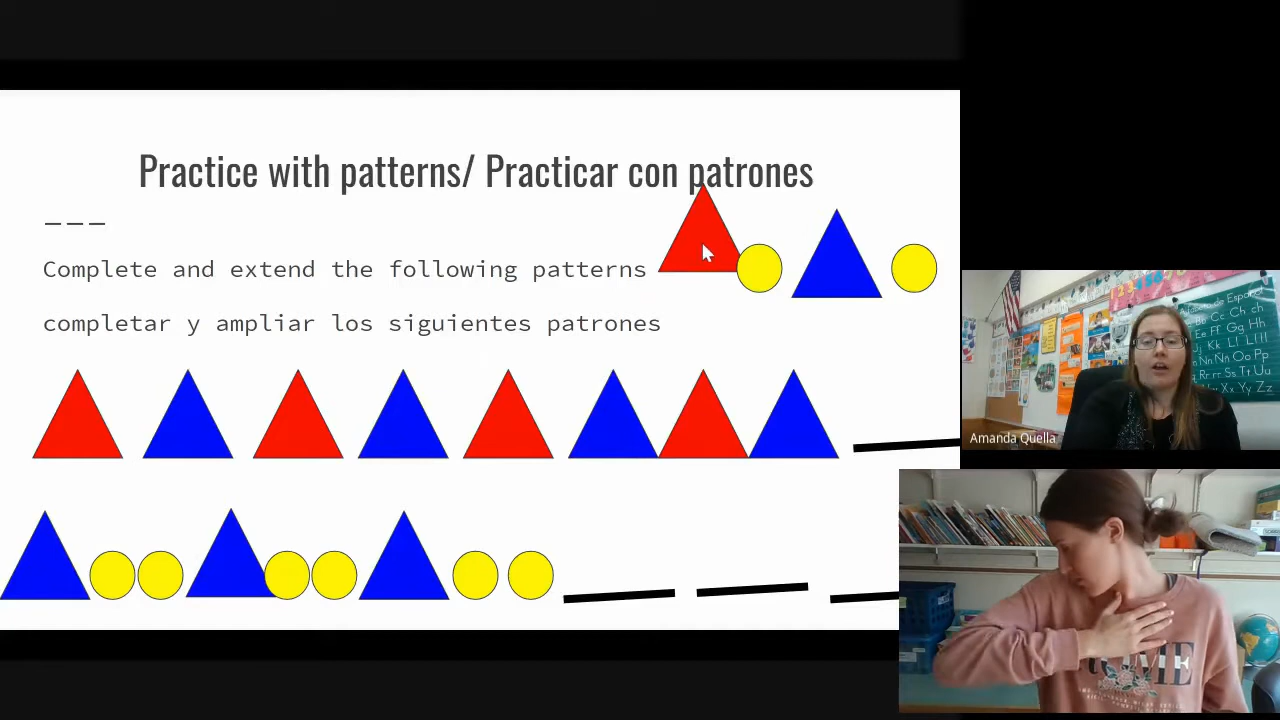 Practice with patterns/ Practicar con patrones
Complete and extend the following patterns
completar y ampliar los siguientes patrones
Amanda Quella